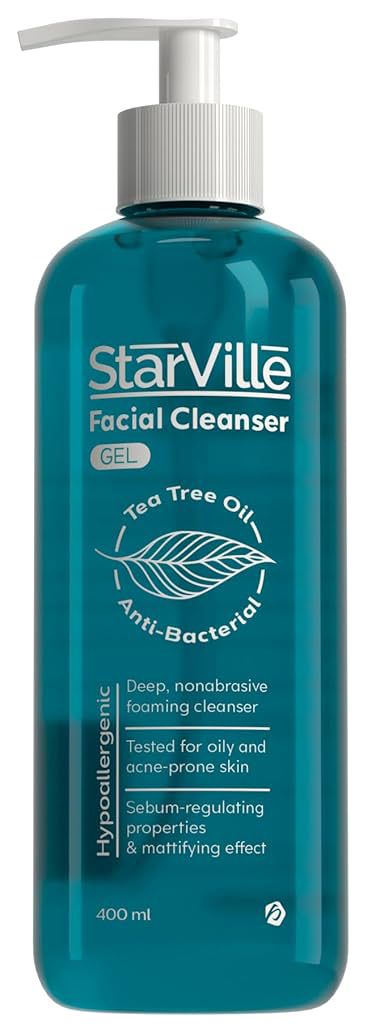 StarVille
Facial Cleanser
GEL
Tea Tree Oil
Anti-Bacterial
Hypoallergenic
Deep, nonabrasive
foaming cleanser
Tested for oily and
acne-prone skin
Sebum-regulating
properties
& mattifying effect
400 ml